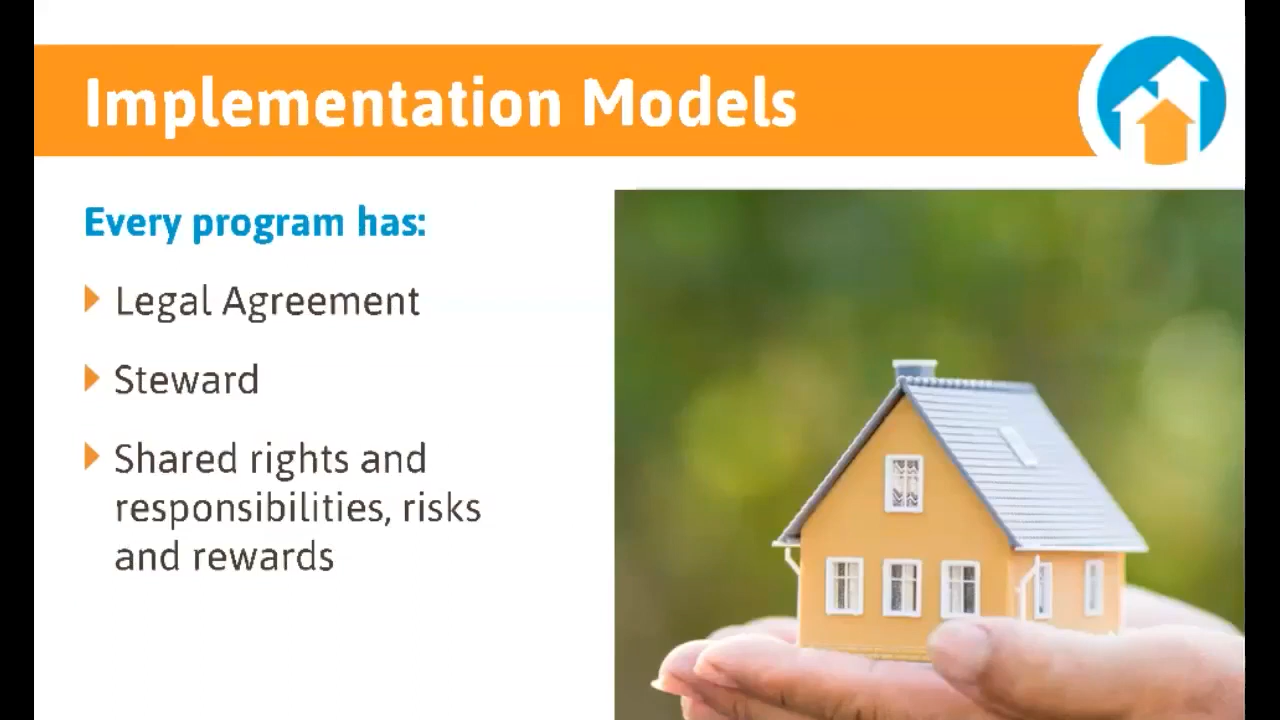 Implementation Models
Every program has:
Legal Agreement
Steward
Shared rights and
responsibilities, risks
and rewards